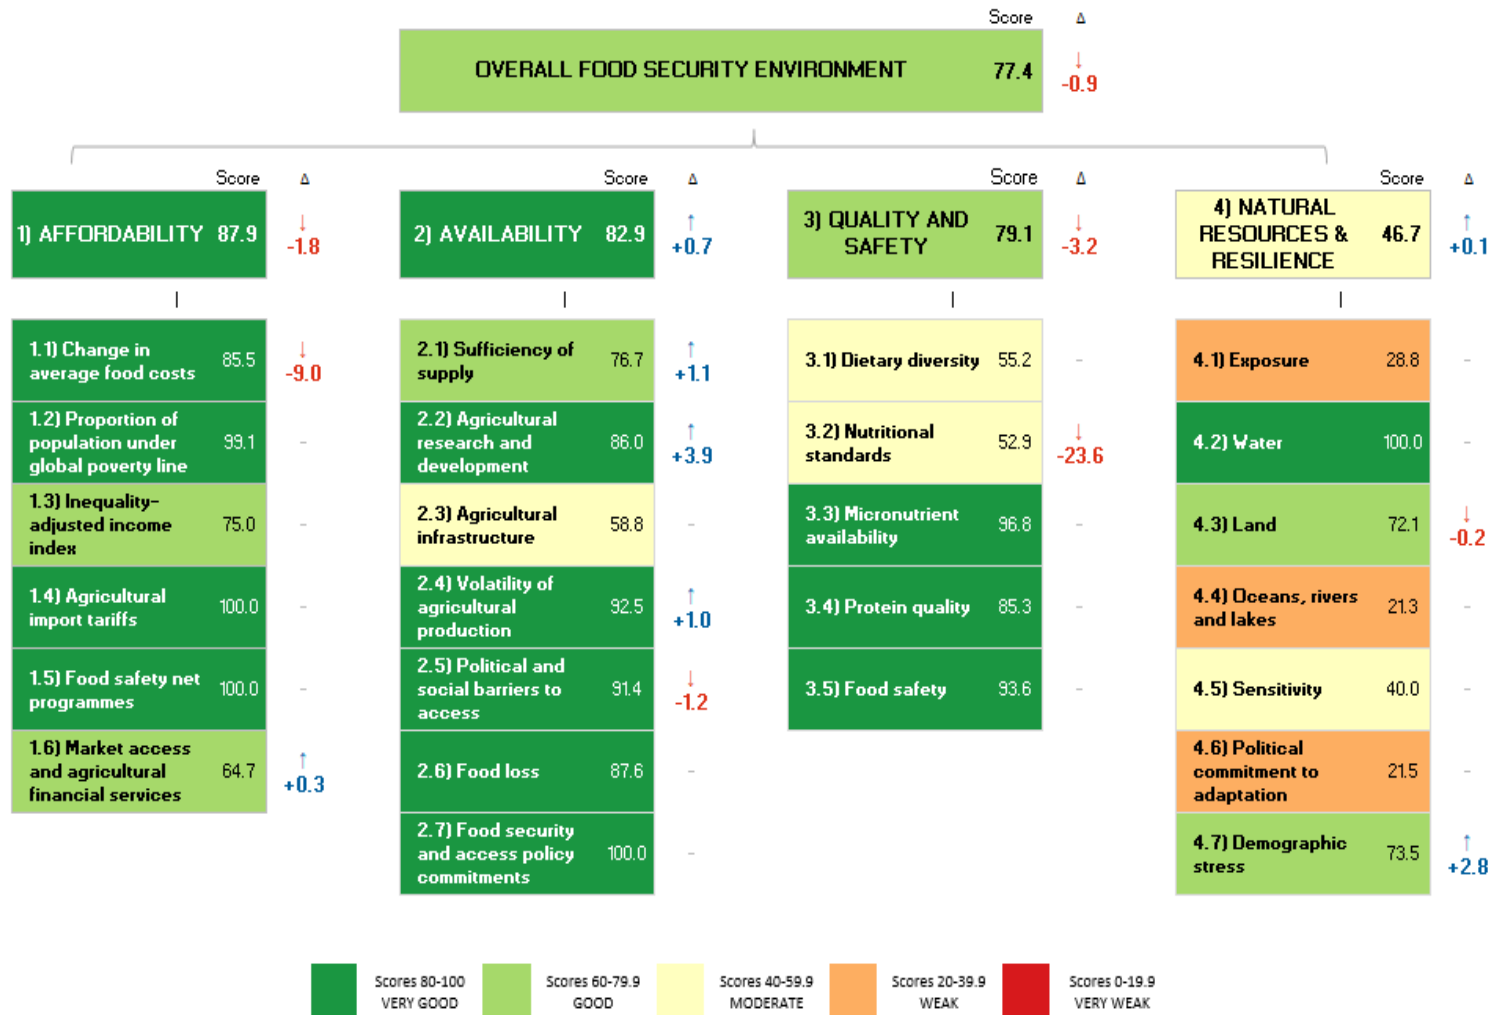 Score Δ
OVERALL FOOD SECURITY ENVIRONMENT 77.4 ↓ -0.9
Score Δ
1) AFFORDABILITY 87.9 ↓ -1.8
1.1) Change in
average food costs 85.5 ↓ -9.0
1.2) Proportion of
population under
global poverty line 99.1 -
1.3) Inequality-
adjusted income
index 75.0 -
1.4) Agricultural
import tariffs 100.0 -
1.5) Food safety net
programmes 100.0 -
1.6) Market access
and agricultural
financial services 64.7 ↑ +0.3
Score Δ
2) AVAILABILITY 82.9 ↑ +0.7
2.1) Sufficiency of
supply 76.7 ↑ +1.1
2.2) Agricultural
research and
development 86.0 ↑ +3.9
2.3) Agricultural
infrastructure 58.8 -
2.4) Volatility of
agricultural
production 92.5 ↑ +1.0
2.5) Political and
social barriers to
access 91.4 ↓ -1.2
2.6) Food loss 87.6 -
2.7) Food security
and access policy
commitments 100.0 -
Score Δ
3) QUALITY AND
SAFETY 79.1 ↓ -3.2
3.1) Dietary diversity 55.2 -
3.2) Nutritional
standards 52.9 ↓ -23.6
3.3) Micronutrient
availability 96.8 -
3.4) Protein quality 85.3 -
3.5) Food safety 93.6 -
Score Δ
4) NATURAL
RESOURCES &
RESILIENCE 46.7 ↑ +0.1
4.1) Exposure 28.8 -
4.2) Water 100.0 -
4.3) Land 72.1 ↓ -0.2
4.4) Oceans, rivers
and lakes 21.3 -
4.5) Sensitivity 40.0 -
4.6) Political
commitment to
adaptation 21.5 -
4.7) Demographic
stress 73.5 ↑ +2.8
Scores 80-100
VERY GOOD
Scores 60-79.9
GOOD
Scores 40-59.9
MODERATE
Scores 20-39.9
WEAK
Scores 0-19.9
VERY WEAK